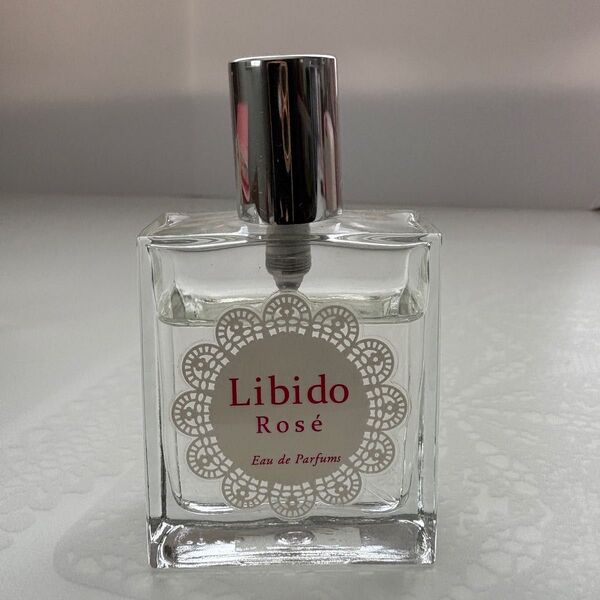 Libido
Rosé
Eau de Parfums